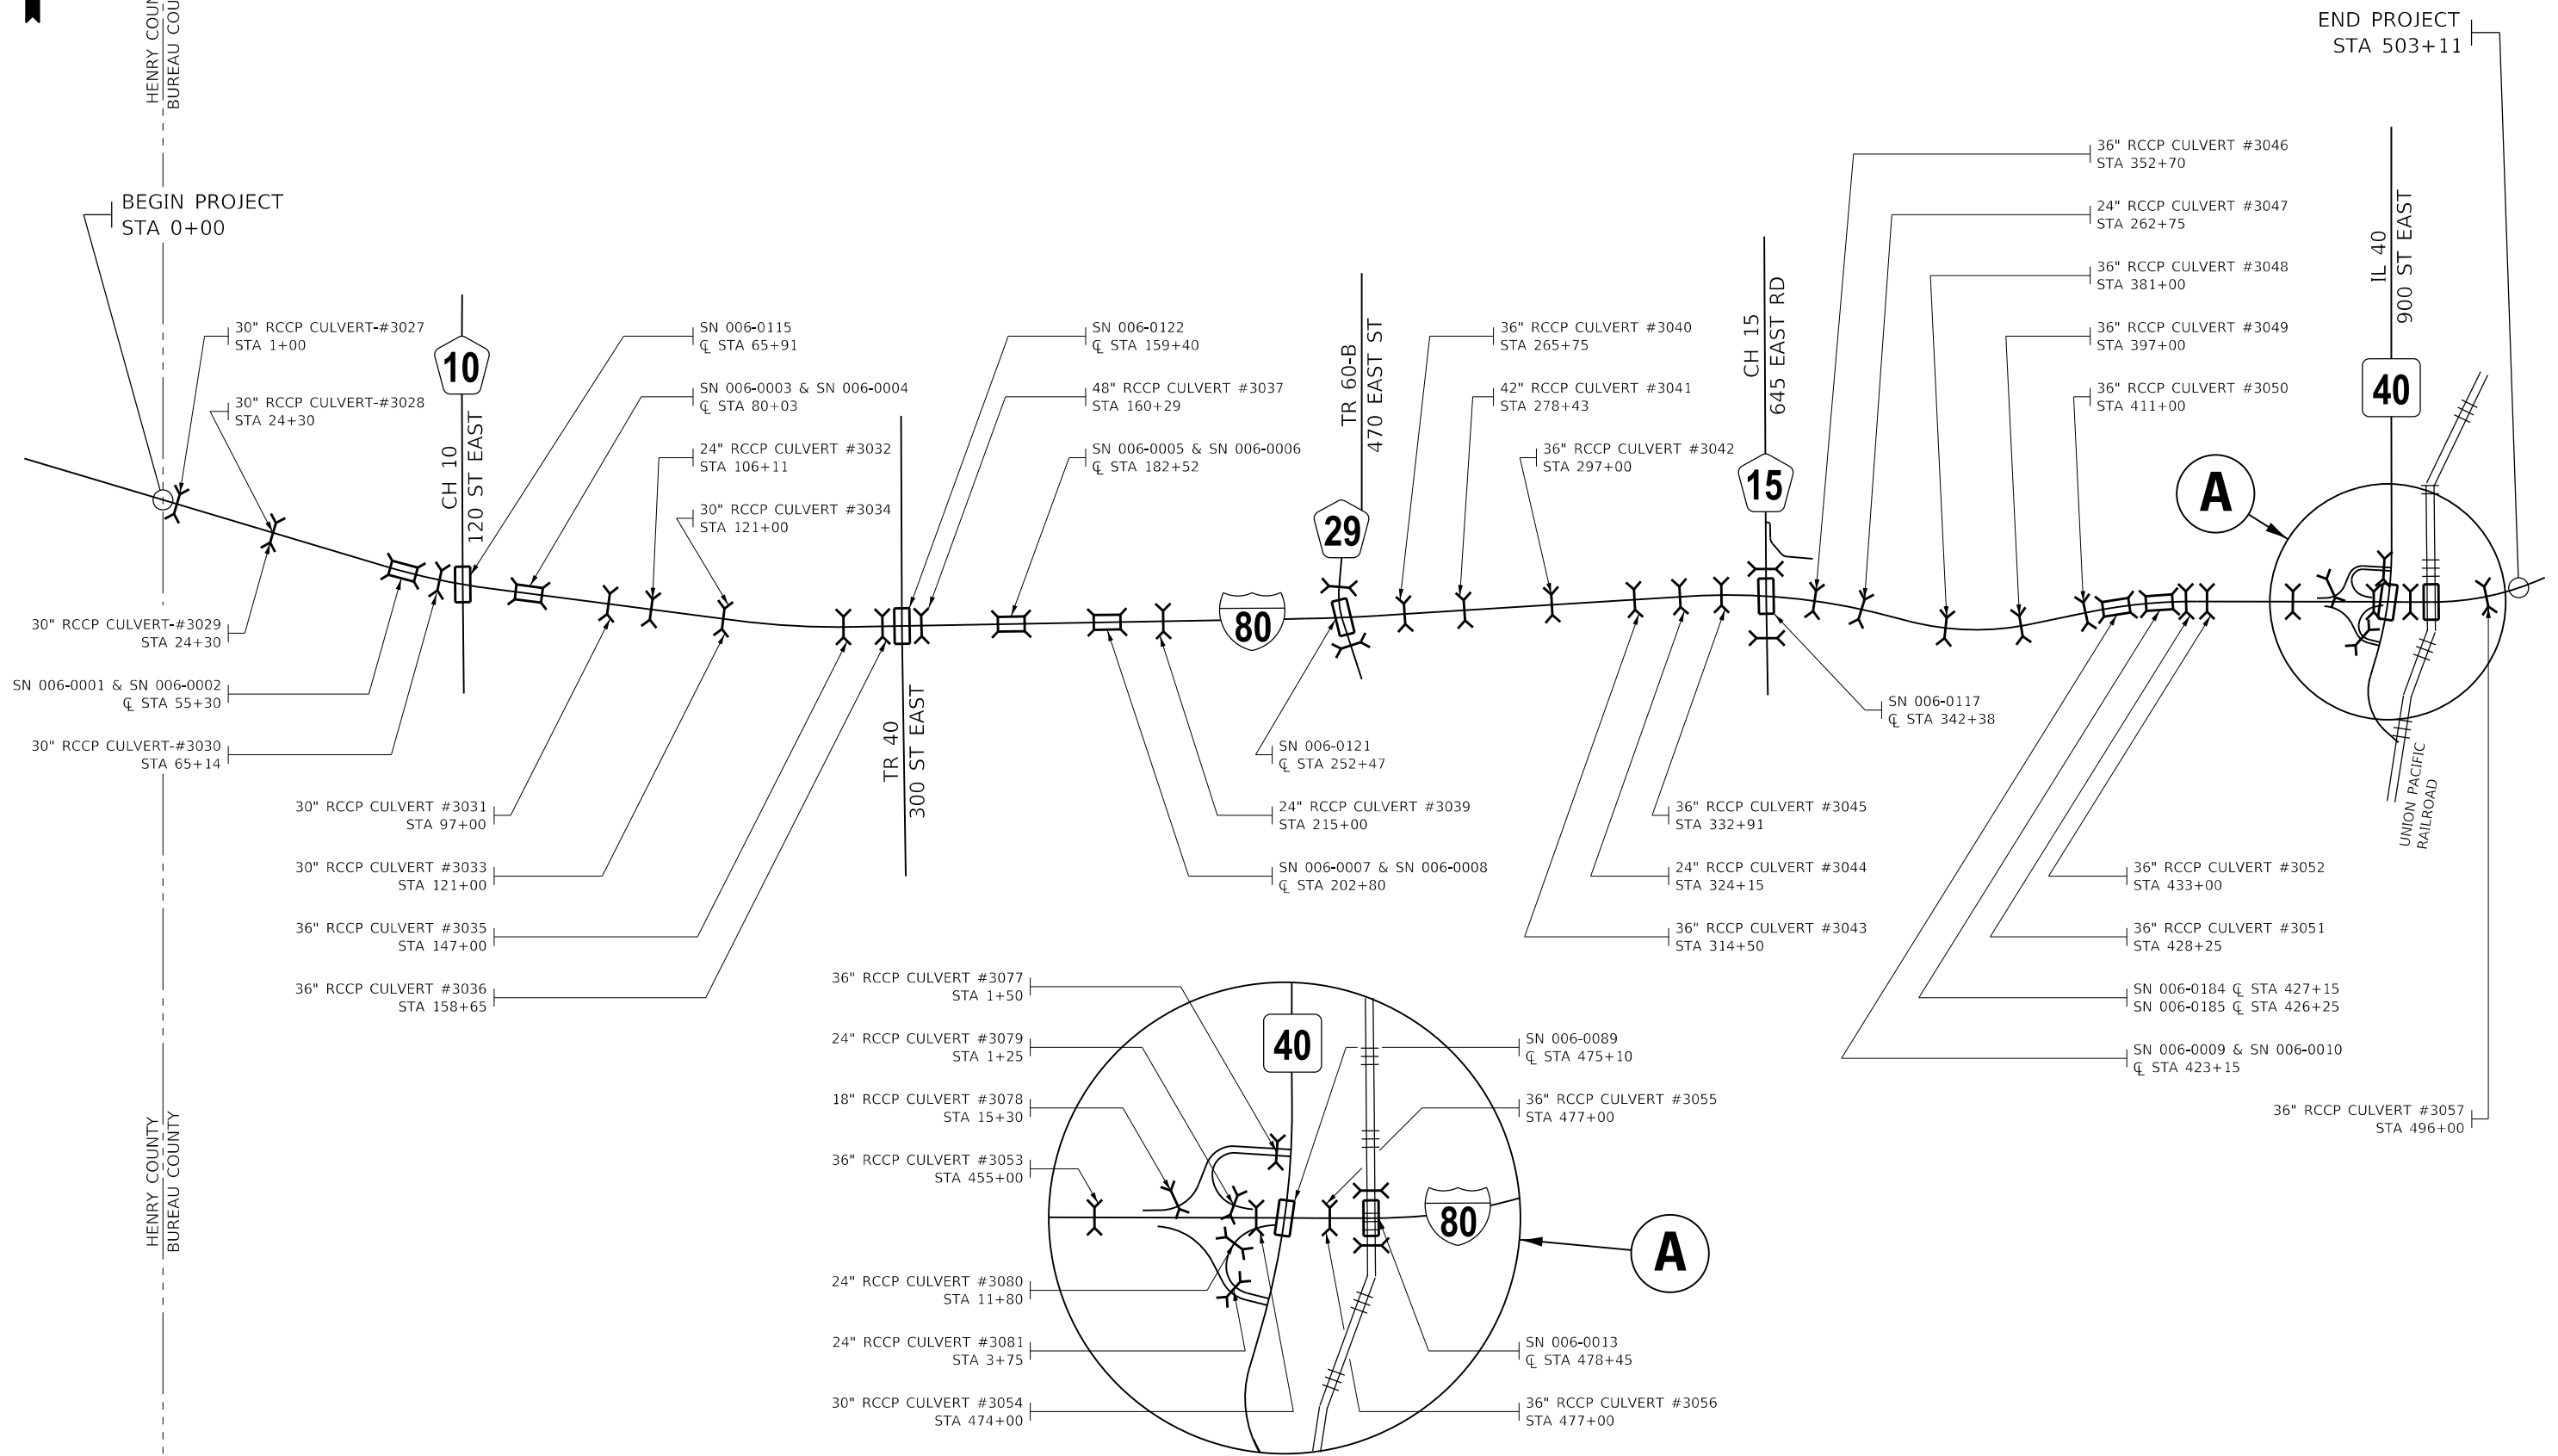 HENRY COUN
BUREAU COU
BEGIN PROJECT
STA 0+00
END PROJECT
STA 503+11
30" RCCP CULVERT-#3027
STA 1+00
30" RCCP CULVERT-#3028
STA 24+30
10
CH 10
120 ST EAST
SN 006-0115
℄ STA 65+91
SN 006-0003 & SN 006-0004
℄ STA 80+03
24" RCCP CULVERT #3032
STA 106+11
30" RCCP CULVERT #3034
STA 121+00
SN 006-0122
℄ STA 159+40
48" RCCP CULVERT #3037
STA 160+29
SN 006-0005 & SN 006-0006
℄ STA 182+52
TR 60-B
470 EAST ST
29
36" RCCP CULVERT #3040
STA 265+75
42" RCCP CULVERT #3041
STA 278+43
36" RCCP CULVERT #3042
STA 297+00
CH 15
645 EAST RD
15
36" RCCP CULVERT #3046
STA 352+70
24" RCCP CULVERT #3047
STA 262+75
36" RCCP CULVERT #3048
STA 381+00
36" RCCP CULVERT #3049
STA 397+00
36" RCCP CULVERT #3050
STA 411+00
IL 40
900 ST EAST
40
A
80
30" RCCP CULVERT-#3029
STA 24+30
SN 006-0001 & SN 006-0002
℄ STA 55+30
30" RCCP CULVERT-#3030
STA 65+14
30" RCCP CULVERT #3031
STA 97+00
30" RCCP CULVERT #3033
STA 121+00
36" RCCP CULVERT #3035
STA 147+00
36" RCCP CULVERT #3036
STA 158+65
TR 40
300 ST EAST
SN 006-0121
℄ STA 252+47
24" RCCP CULVERT #3039
STA 215+00
SN 006-0007 & SN 006-0008
℄ STA 202+80
SN 006-0117
℄ STA 342+38
36" RCCP CULVERT #3045
STA 332+91
24" RCCP CULVERT #3044
STA 324+15
36" RCCP CULVERT #3043
STA 314+50
UNION PACIFIC
RAILROAD
36" RCCP CULVERT #3052
STA 433+00
36" RCCP CULVERT #3051
STA 428+25
SN 006-0184 ℄ STA 427+15
SN 006-0185 ℄ STA 426+25
SN 006-0009 & SN 006-0010
℄ STA 423+15
36" RCCP CULVERT #3057
STA 496+00
HENRY COUNTY
BUREAU COUNTY
36" RCCP CULVERT #3077
STA 1+50
24" RCCP CULVERT #3079
STA 1+25
18" RCCP CULVERT #3078
STA 15+30
36" RCCP CULVERT #3053
STA 455+00
24" RCCP CULVERT #3080
STA 11+80
24" RCCP CULVERT #3081
STA 3+75
30" RCCP CULVERT #3054
STA 474+00
40
SN 006-0089
℄ STA 475+10
36" RCCP CULVERT #3055
STA 477+00
80
A
SN 006-0013
℄ STA 478+45
36" RCCP CULVERT #3056
STA 477+00